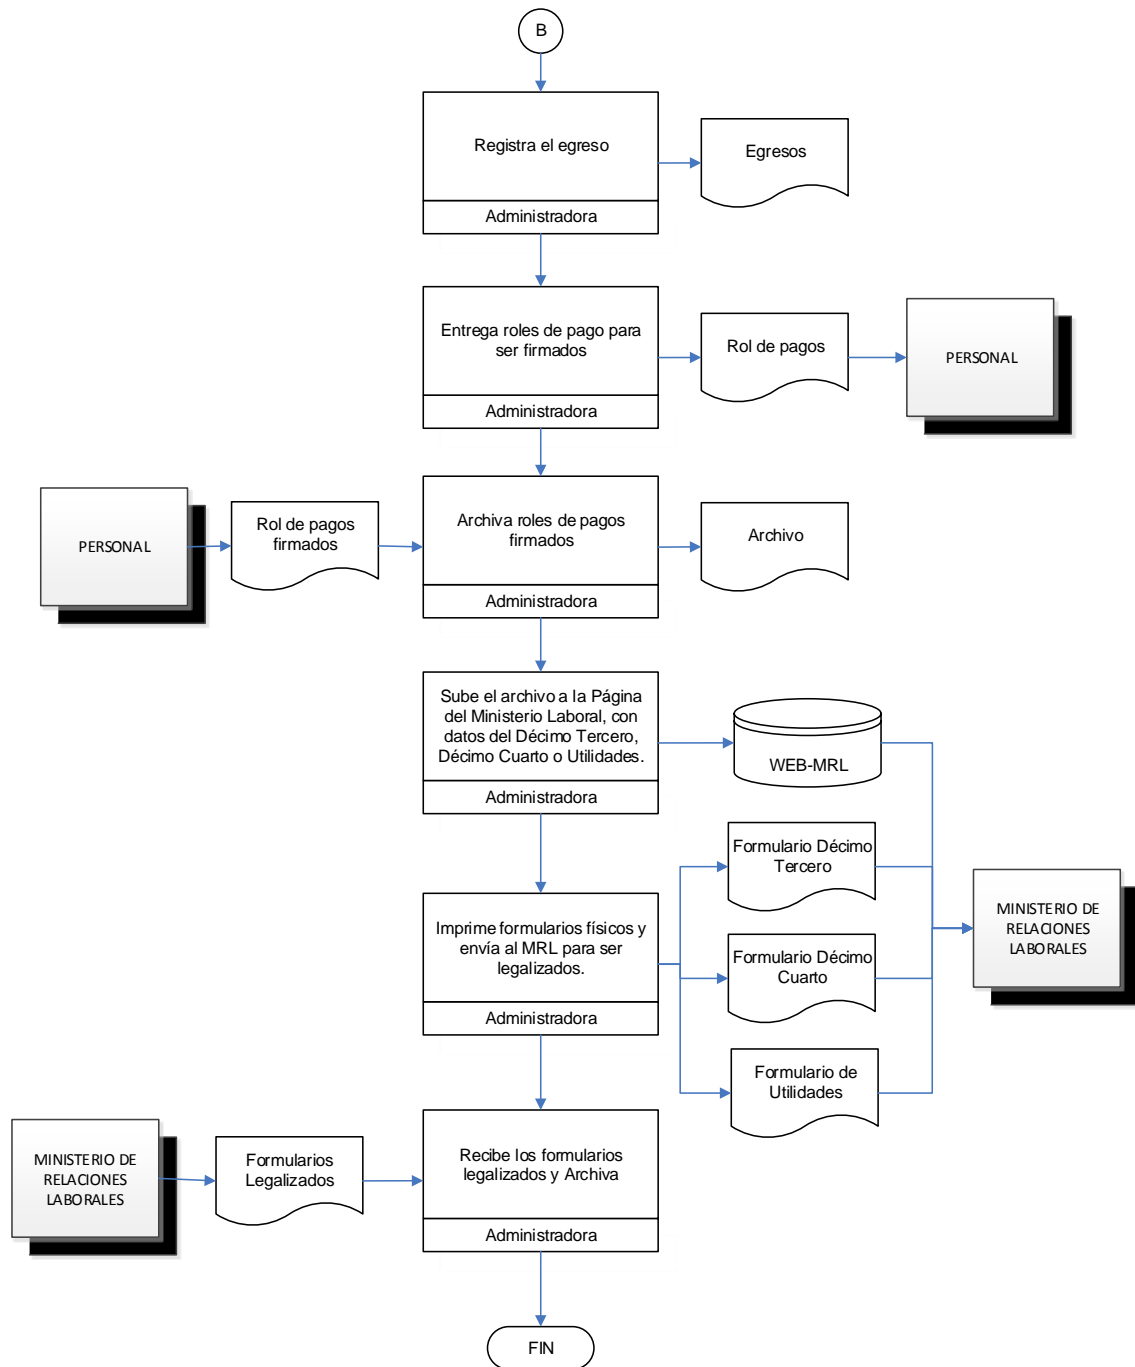 B
Registra el egreso
Administradora
Egresos
Entrega roles de pago para
ser firmados
Administradora
Rol de pagos
PERSONAL
PERSONAL
Rol de pagos
firmados
Archiva roles de pagos
firmados
Administradora
Archivo
Sube el archivo a la Página
del Ministerio Laboral, con
datos del Décimo Tercero,
Décimo Cuarto o Utilidades.
Administradora
WEB-MRL
Imprime formularios físicos y
envía al MRL para ser
legalizados.
Administradora
Formulario Décimo
Tercero
Formulario Décimo
Cuarto
Formulario de
Utilidades
MINISTERIO DE
RELACIONES
LABORALES
MINISTERIO DE
RELACIONES
LABORALES
Formularios
Legalizados
Recibe los formularios
legalizados y Archiva
Administradora
FIN